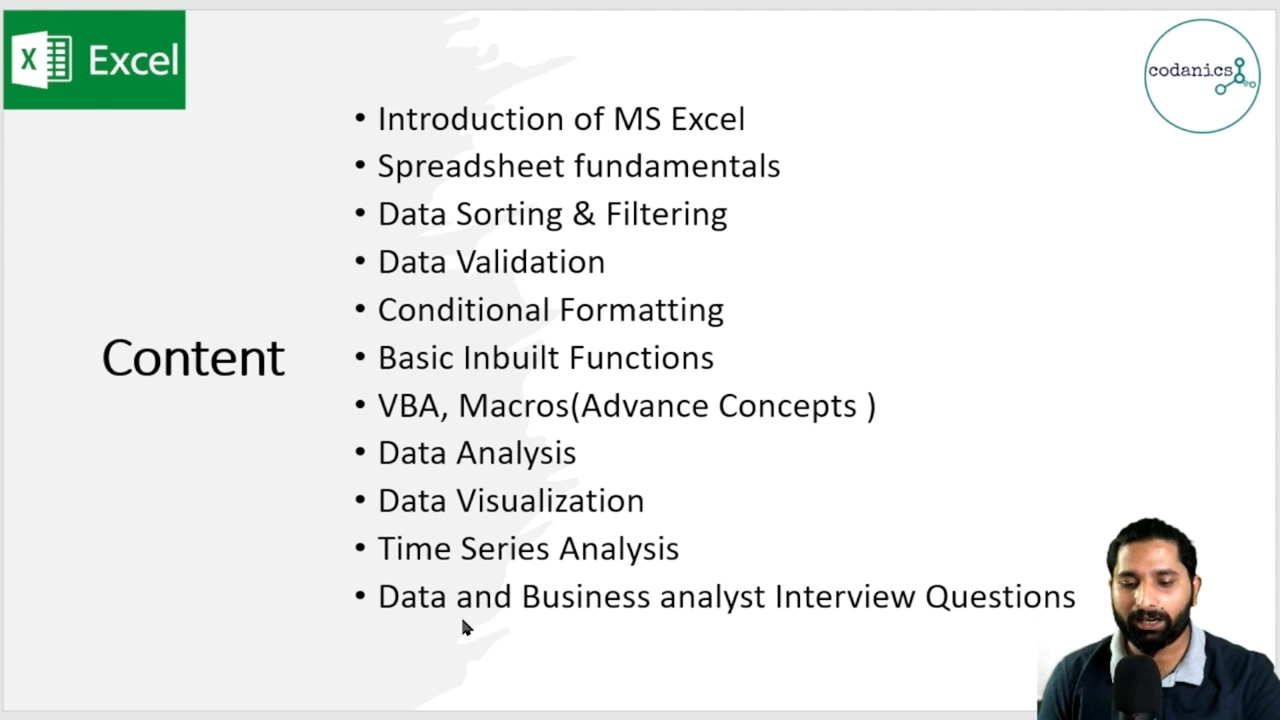 X Excel
codanics
• Introduction of MS Excel
• Spreadsheet fundamentals
• Data Sorting & Filtering
• Data Validation
• Conditional Formatting
Content
• Basic Inbuilt Functions
• VBA, Macros(Advance Concepts )
• Data Analysis
• Data Visualization
• Time Series Analysis
• Data and Business analyst Interview Questions